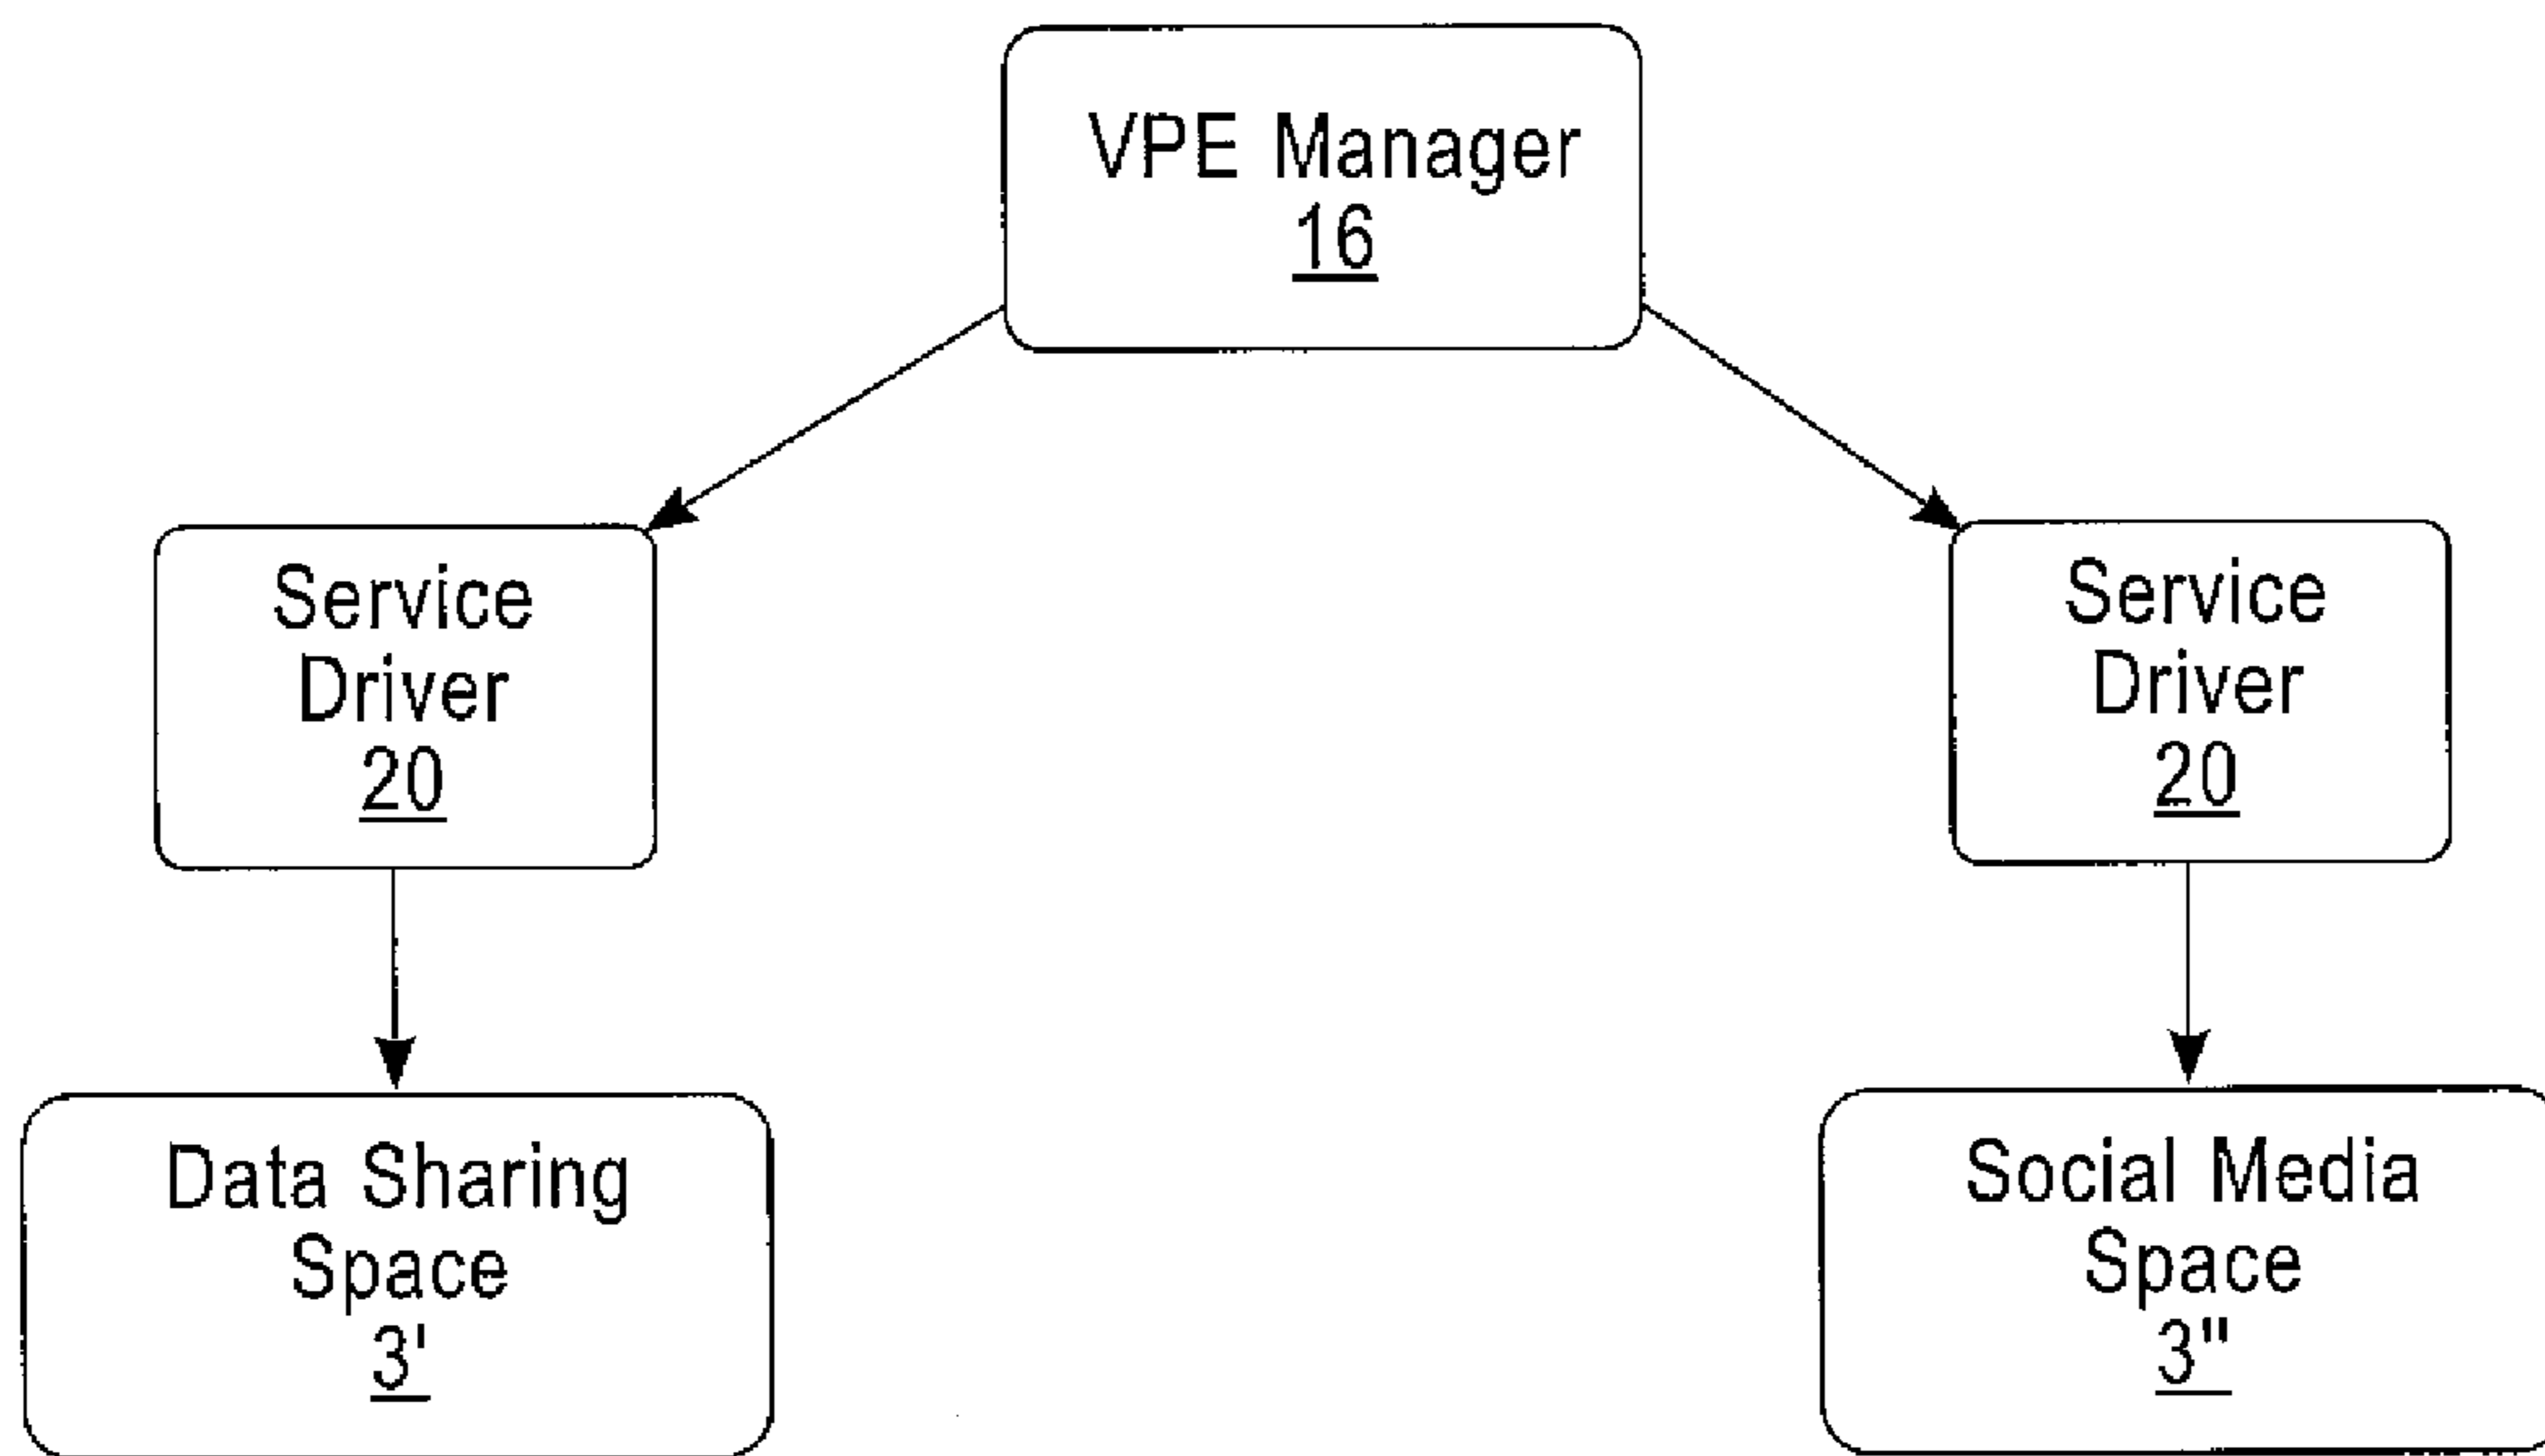 VPE Manager
16
Service
Driver
20
Service
Driver
20
Data Sharing
Space
3'
Social Media
Space
3"